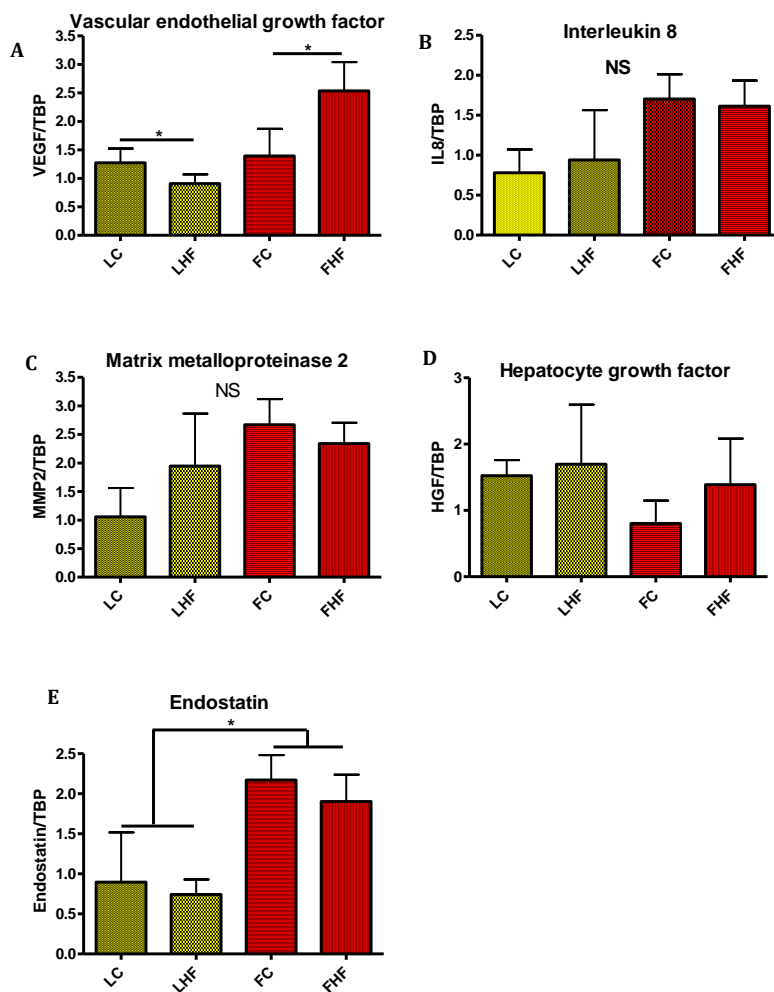 Vascular endothelial growth factor
A
*
*
VEGF/TBP
3.5
3.0
2.5
2.0
1.5
1.0
0.5
0.0
LC
LHF
FC
FHF
B
Interleukin 8
NS
IL8/TBP
2.5
2.0
1.5
1.0
0.5
0.0
LC
LHF
FC
FHF
C
Matrix metalloproteinase 2
NS
MMP2/TBP
3.5
3.0
2.5
2.0
1.5
1.0
0.5
0.0
LC
LHF
FC
FHF
D
Hepatocyte growth factor
HGF/TBP
3
2
1
0
LC
LHF
FC
FHF
E
Endostatin
*
Endostatin/TBP
2.5
2.0
1.5
1.0
0.5
0.0
LC
LHF
FC
FHF